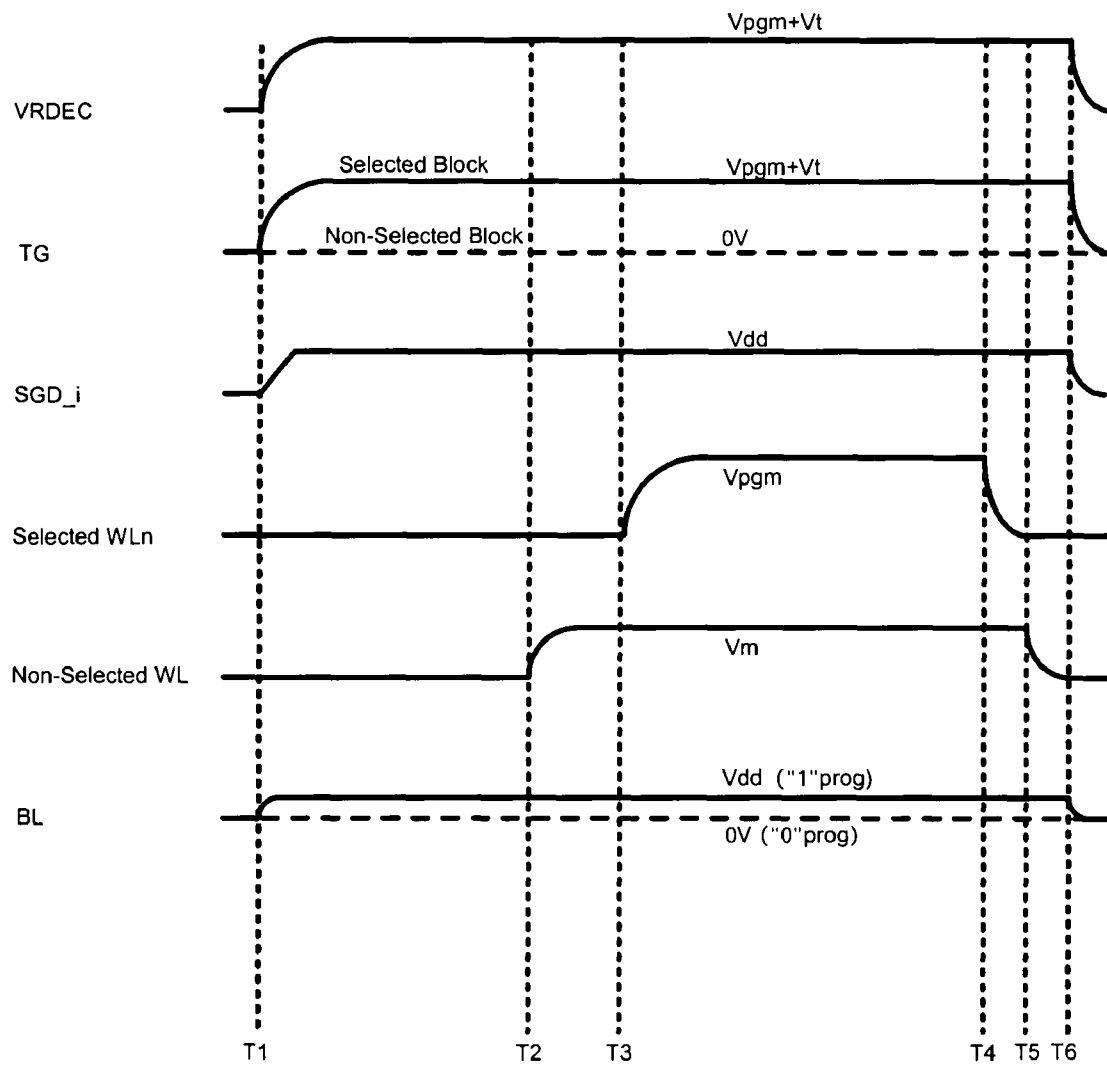 Vpgm+Vt
VRDEC
Selected Block
Vpgm+Vt
Non-Selected Block
0V
TG
Vdd
SGD_i
Vpgm
Selected WLn
Vm
Non-Selected WL
Vdd ("1"prog)
BL
0V ("0"prog)
T1 T2 T3 T4 T5 T6